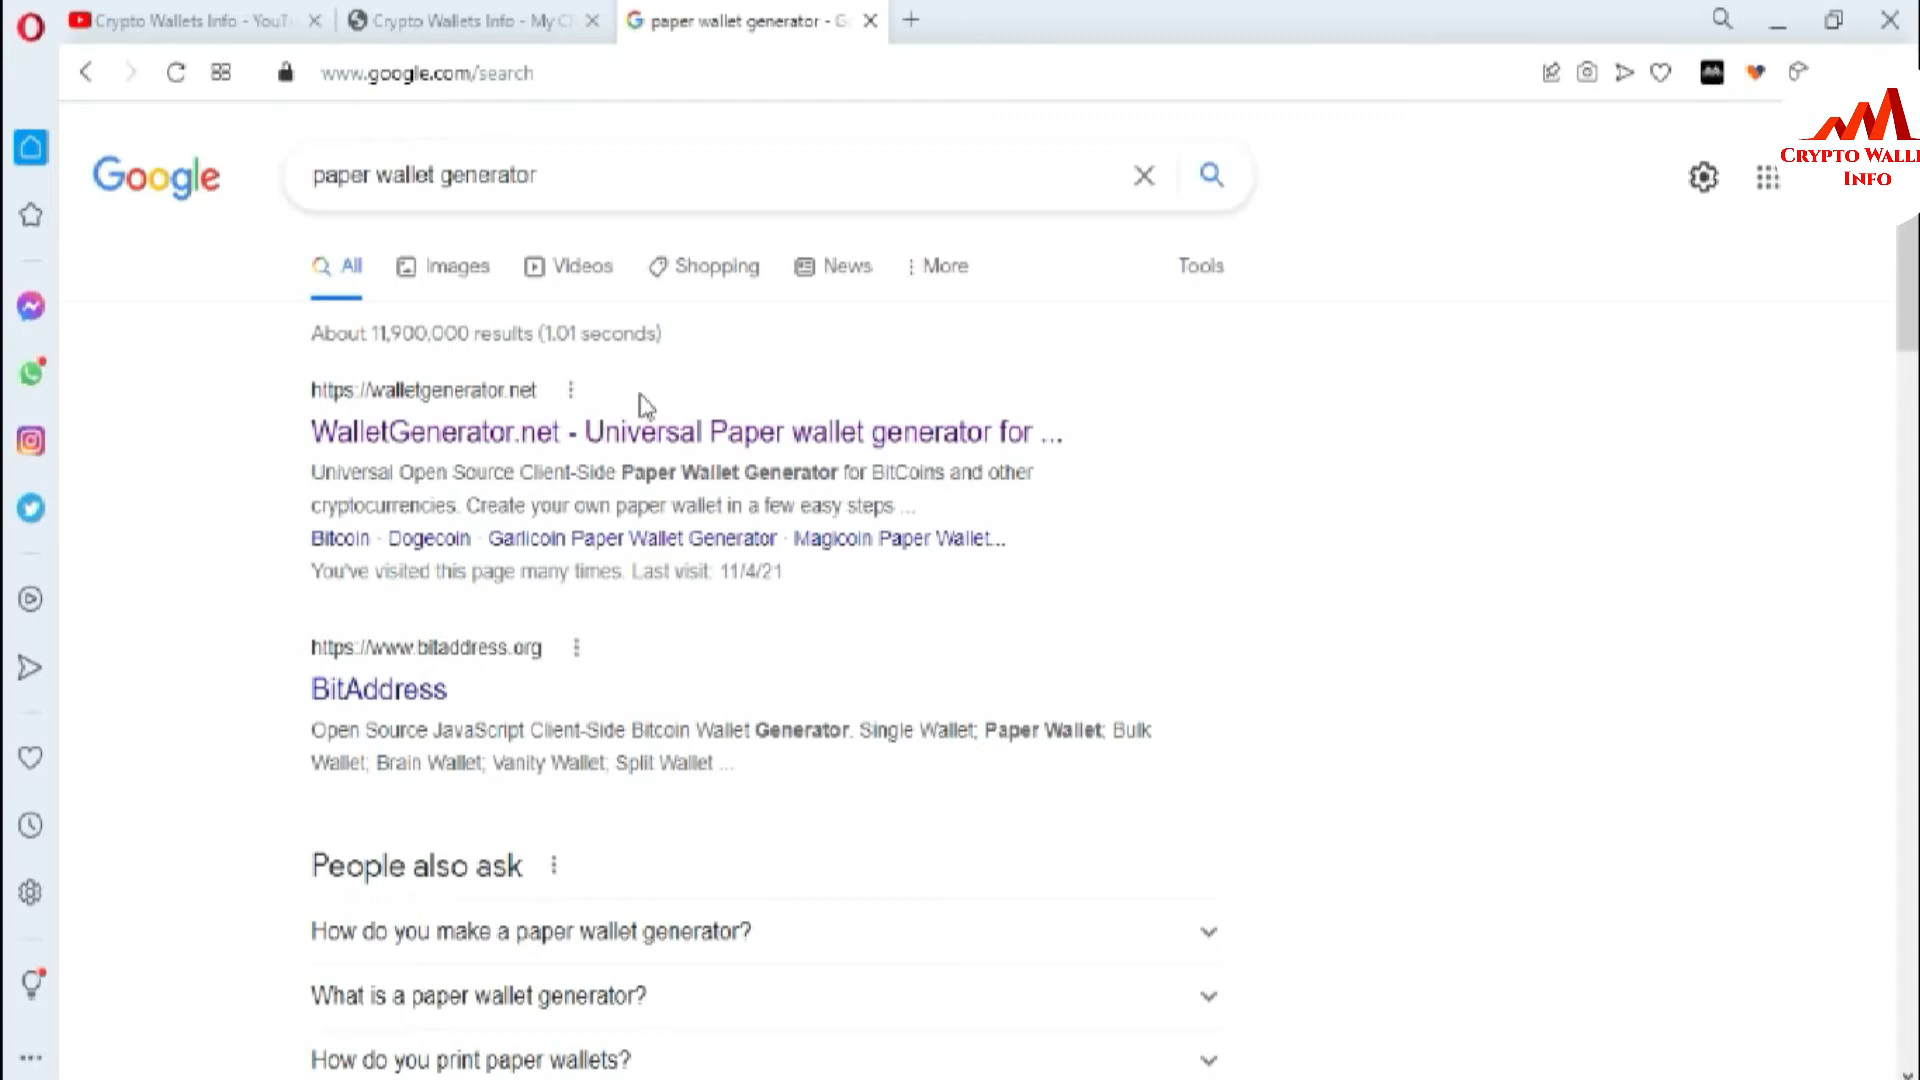 Crypto Wallets Info - YouT
Crypto Wallets Info - My C
paper wallet generator - G
www.google.com/search
CRYPTO WALLE
INFO
Google
paper wallet generator
All
Images
Videos
Shopping
News
More
Tools
About 11,900,000 results (1.01 seconds)
https://walletgenerator.net
WalletGenerator.net - Universal Paper wallet generator for ...
Universal Open Source Client-Side Paper Wallet Generator for BitCoins and other
cryptocurrencies. Create your own paper wallet in a few easy steps ...
Bitcoin · Dogecoin · Garlicoin Paper Wallet Generator · Magicoin Paper Wallet...
You've visited this page many times. Last visit: 11/4/21
https://www.bitaddress.org
BitAddress
Open Source JavaScript Client-Side Bitcoin Wallet Generator. Single Wallet; Paper Wallet; Bulk
Wallet; Brain Wallet; Vanity Wallet; Split Wallet ...
People also ask
How do you make a paper wallet generator?
What is a paper wallet generator?
How do you print paper wallets?